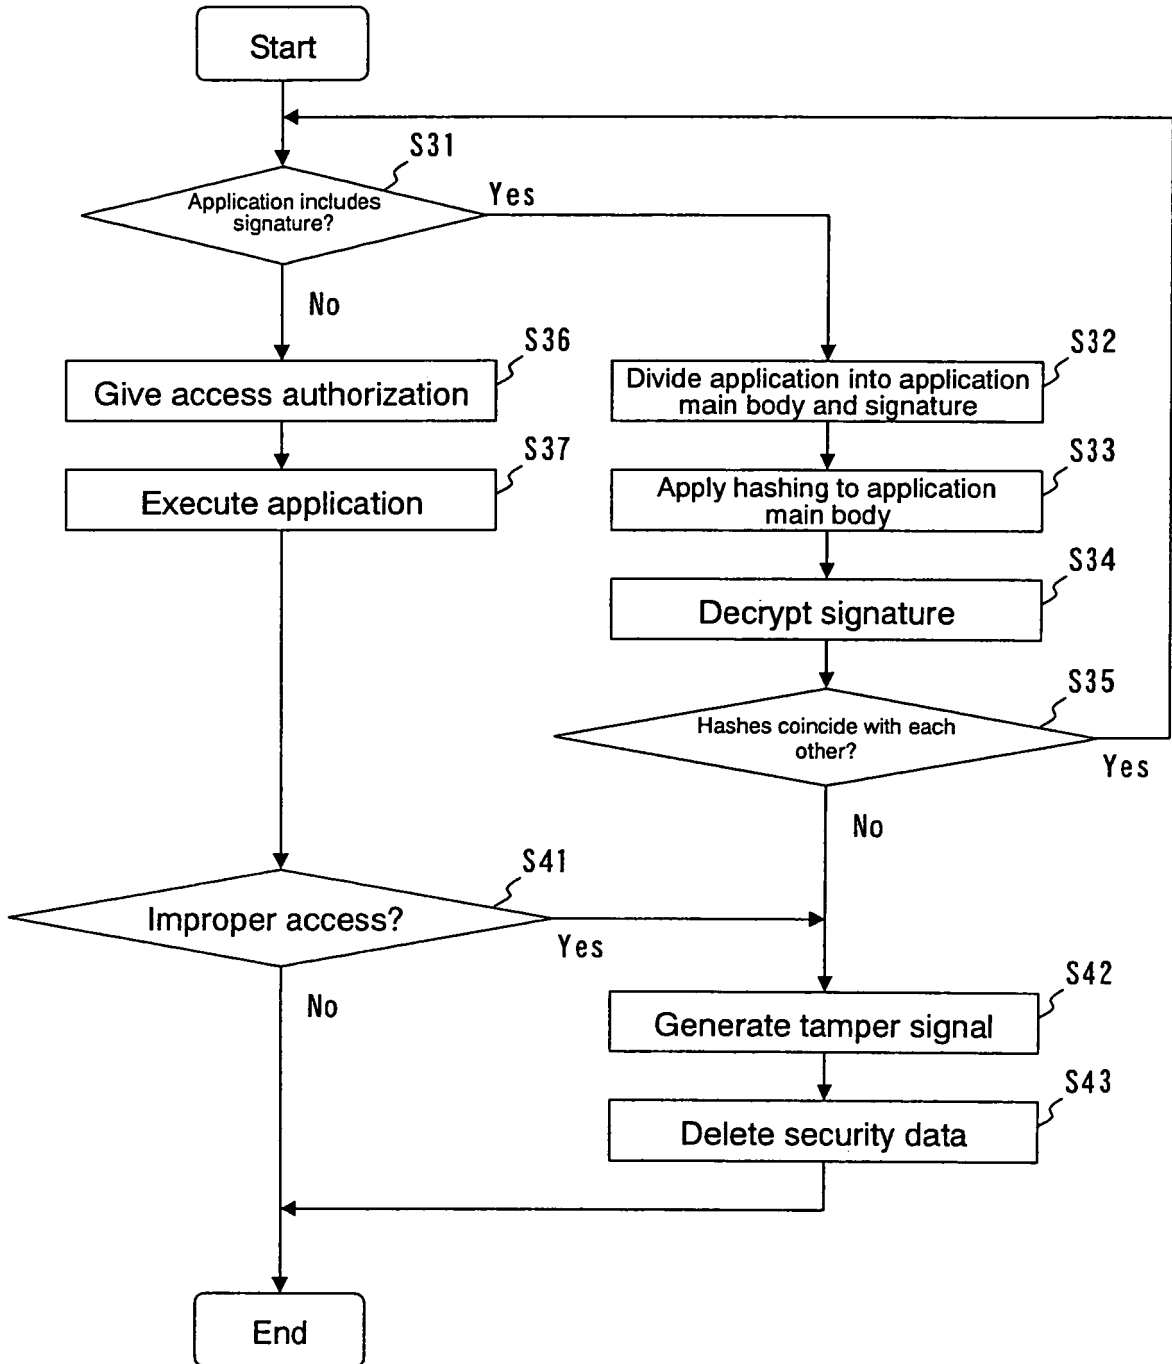 Start
S31
Application includes
signature?
Yes
No
S36
Give access authorization
S32
Divide application into application
main body and signature
S37
Execute application
S33
Apply hashing to application
main body
S34
Decrypt signature
S35
Hashes coincide with each
other?
Yes
No
S41
Improper access?
Yes
No
S42
Generate tamper signal
S43
Delete security data
End